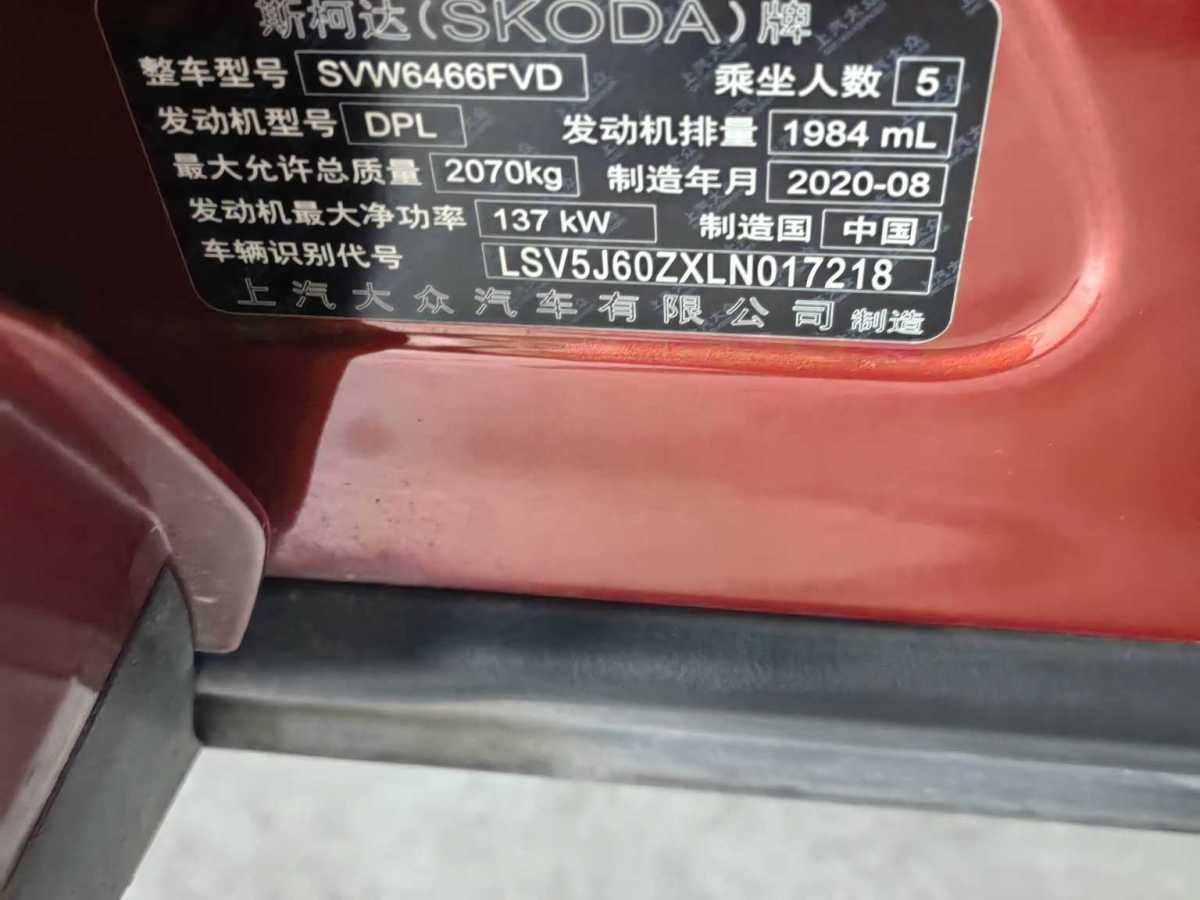 斯柯达(SKODA)牌
整车型号 SVW6466FVD 乘坐人数 5
发动机型号 DPL 发动机排量 1984 mL
最大允许总质量 2070kg 制造年月 2020-08
发动机最大净功率 137 kW 制造国 中国
车辆识别代号 LSV5J60ZXLN017218
上汽大众汽车有限公司 制造